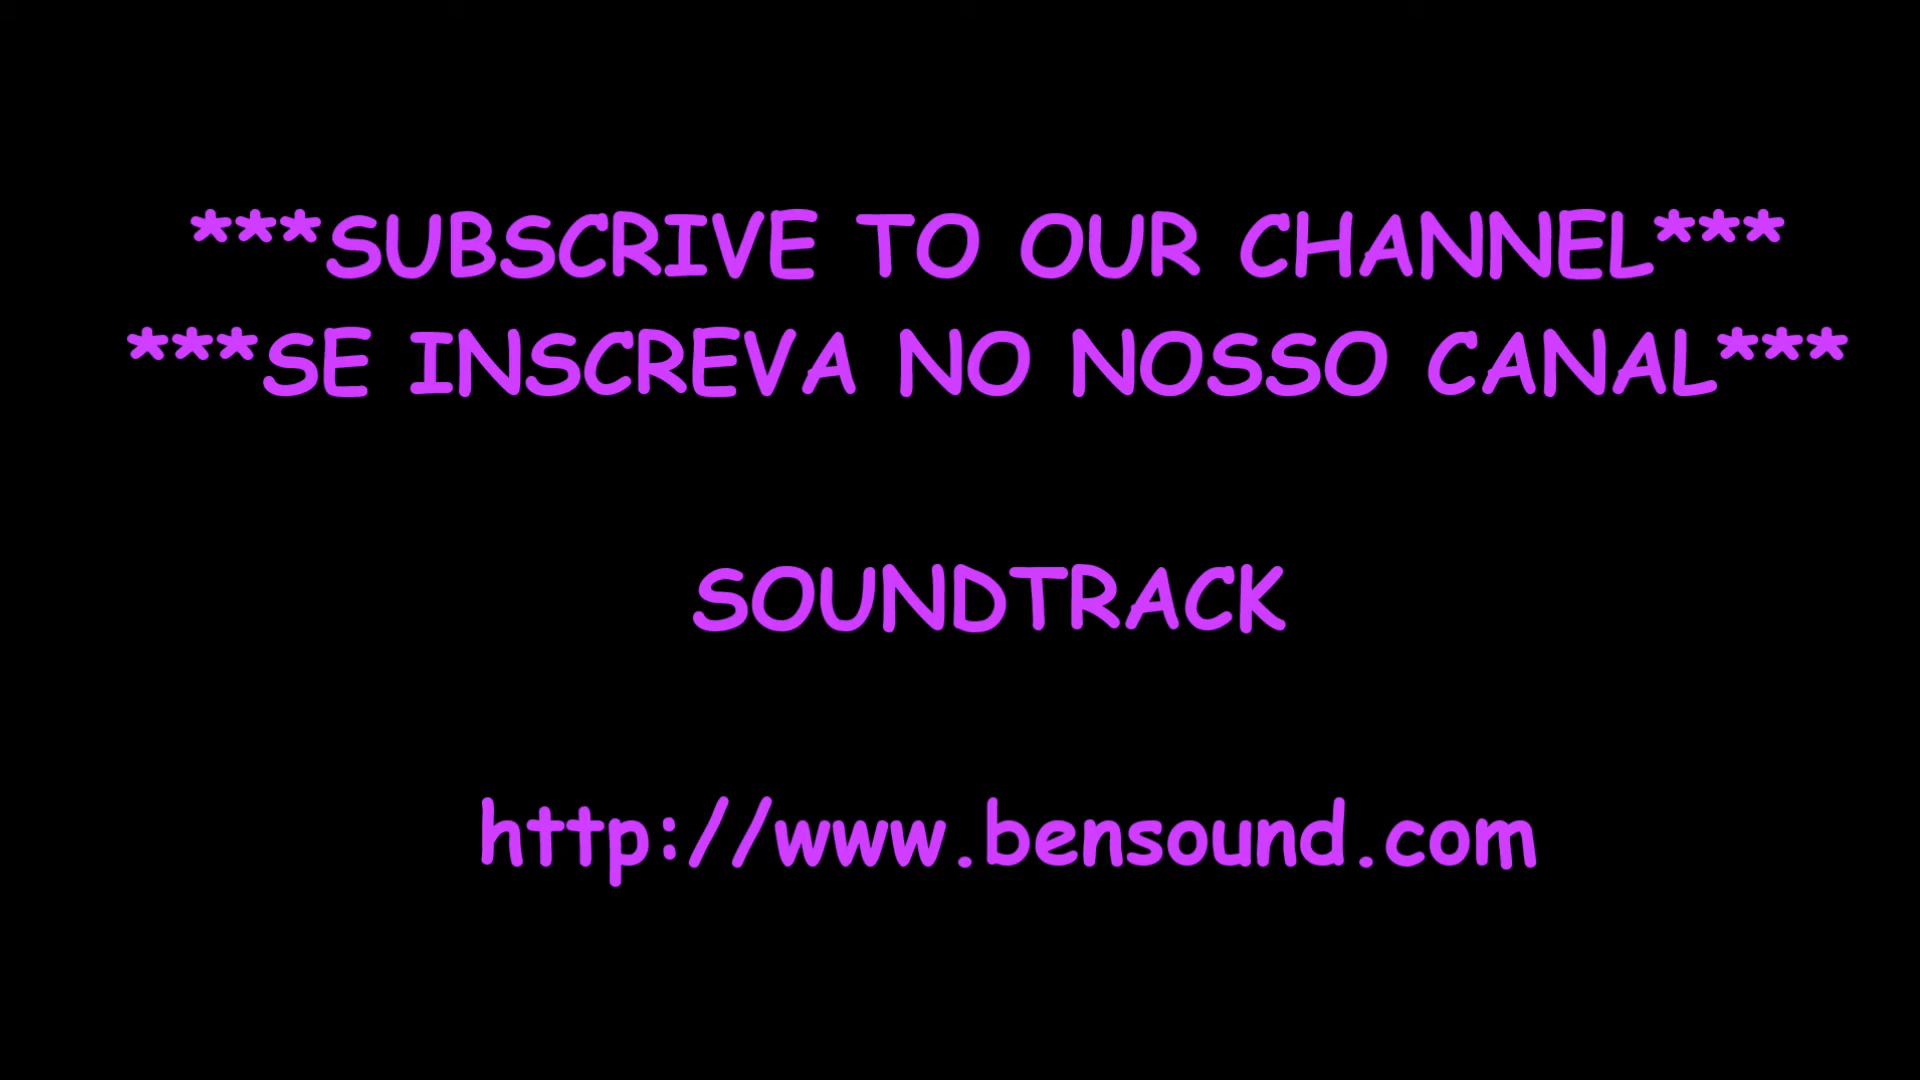 ***SUBSCRIVE TO OUR CHANNEL***
***SE INSCREVA NO NOSSO CANAL***
SOUNDTRACK
http://www.bensound.com